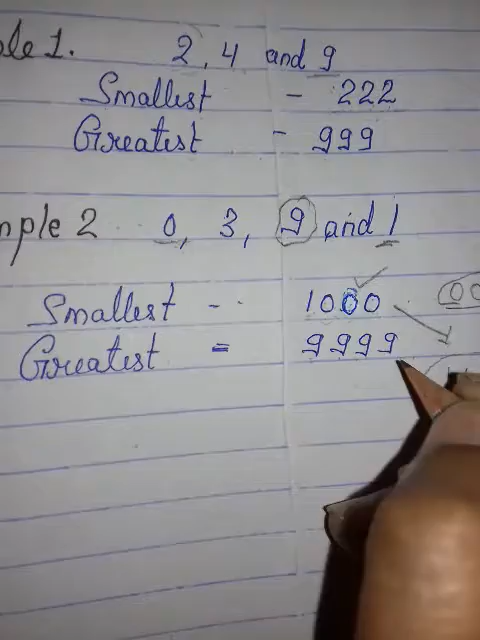 ple 1. 2, 4 and 9
Smallest - 222
Greatest - 999
mple 2 0, 3, 9 and 1
Smallest - 1000
Greatest = 9999